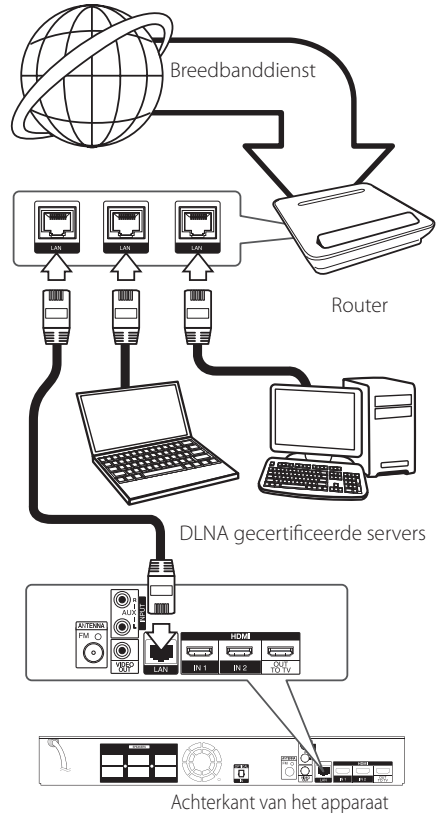 Breedbanddienst
LAN
LAN
LAN
Router
DLNA gecertificeerde servers
ANTENNA
FM
R
AUX
L
INPUT
VIDEO
OUT
LAN
HDMI
IN 1
IN 2
OUT
TO TV
Achterkant van het apparaat